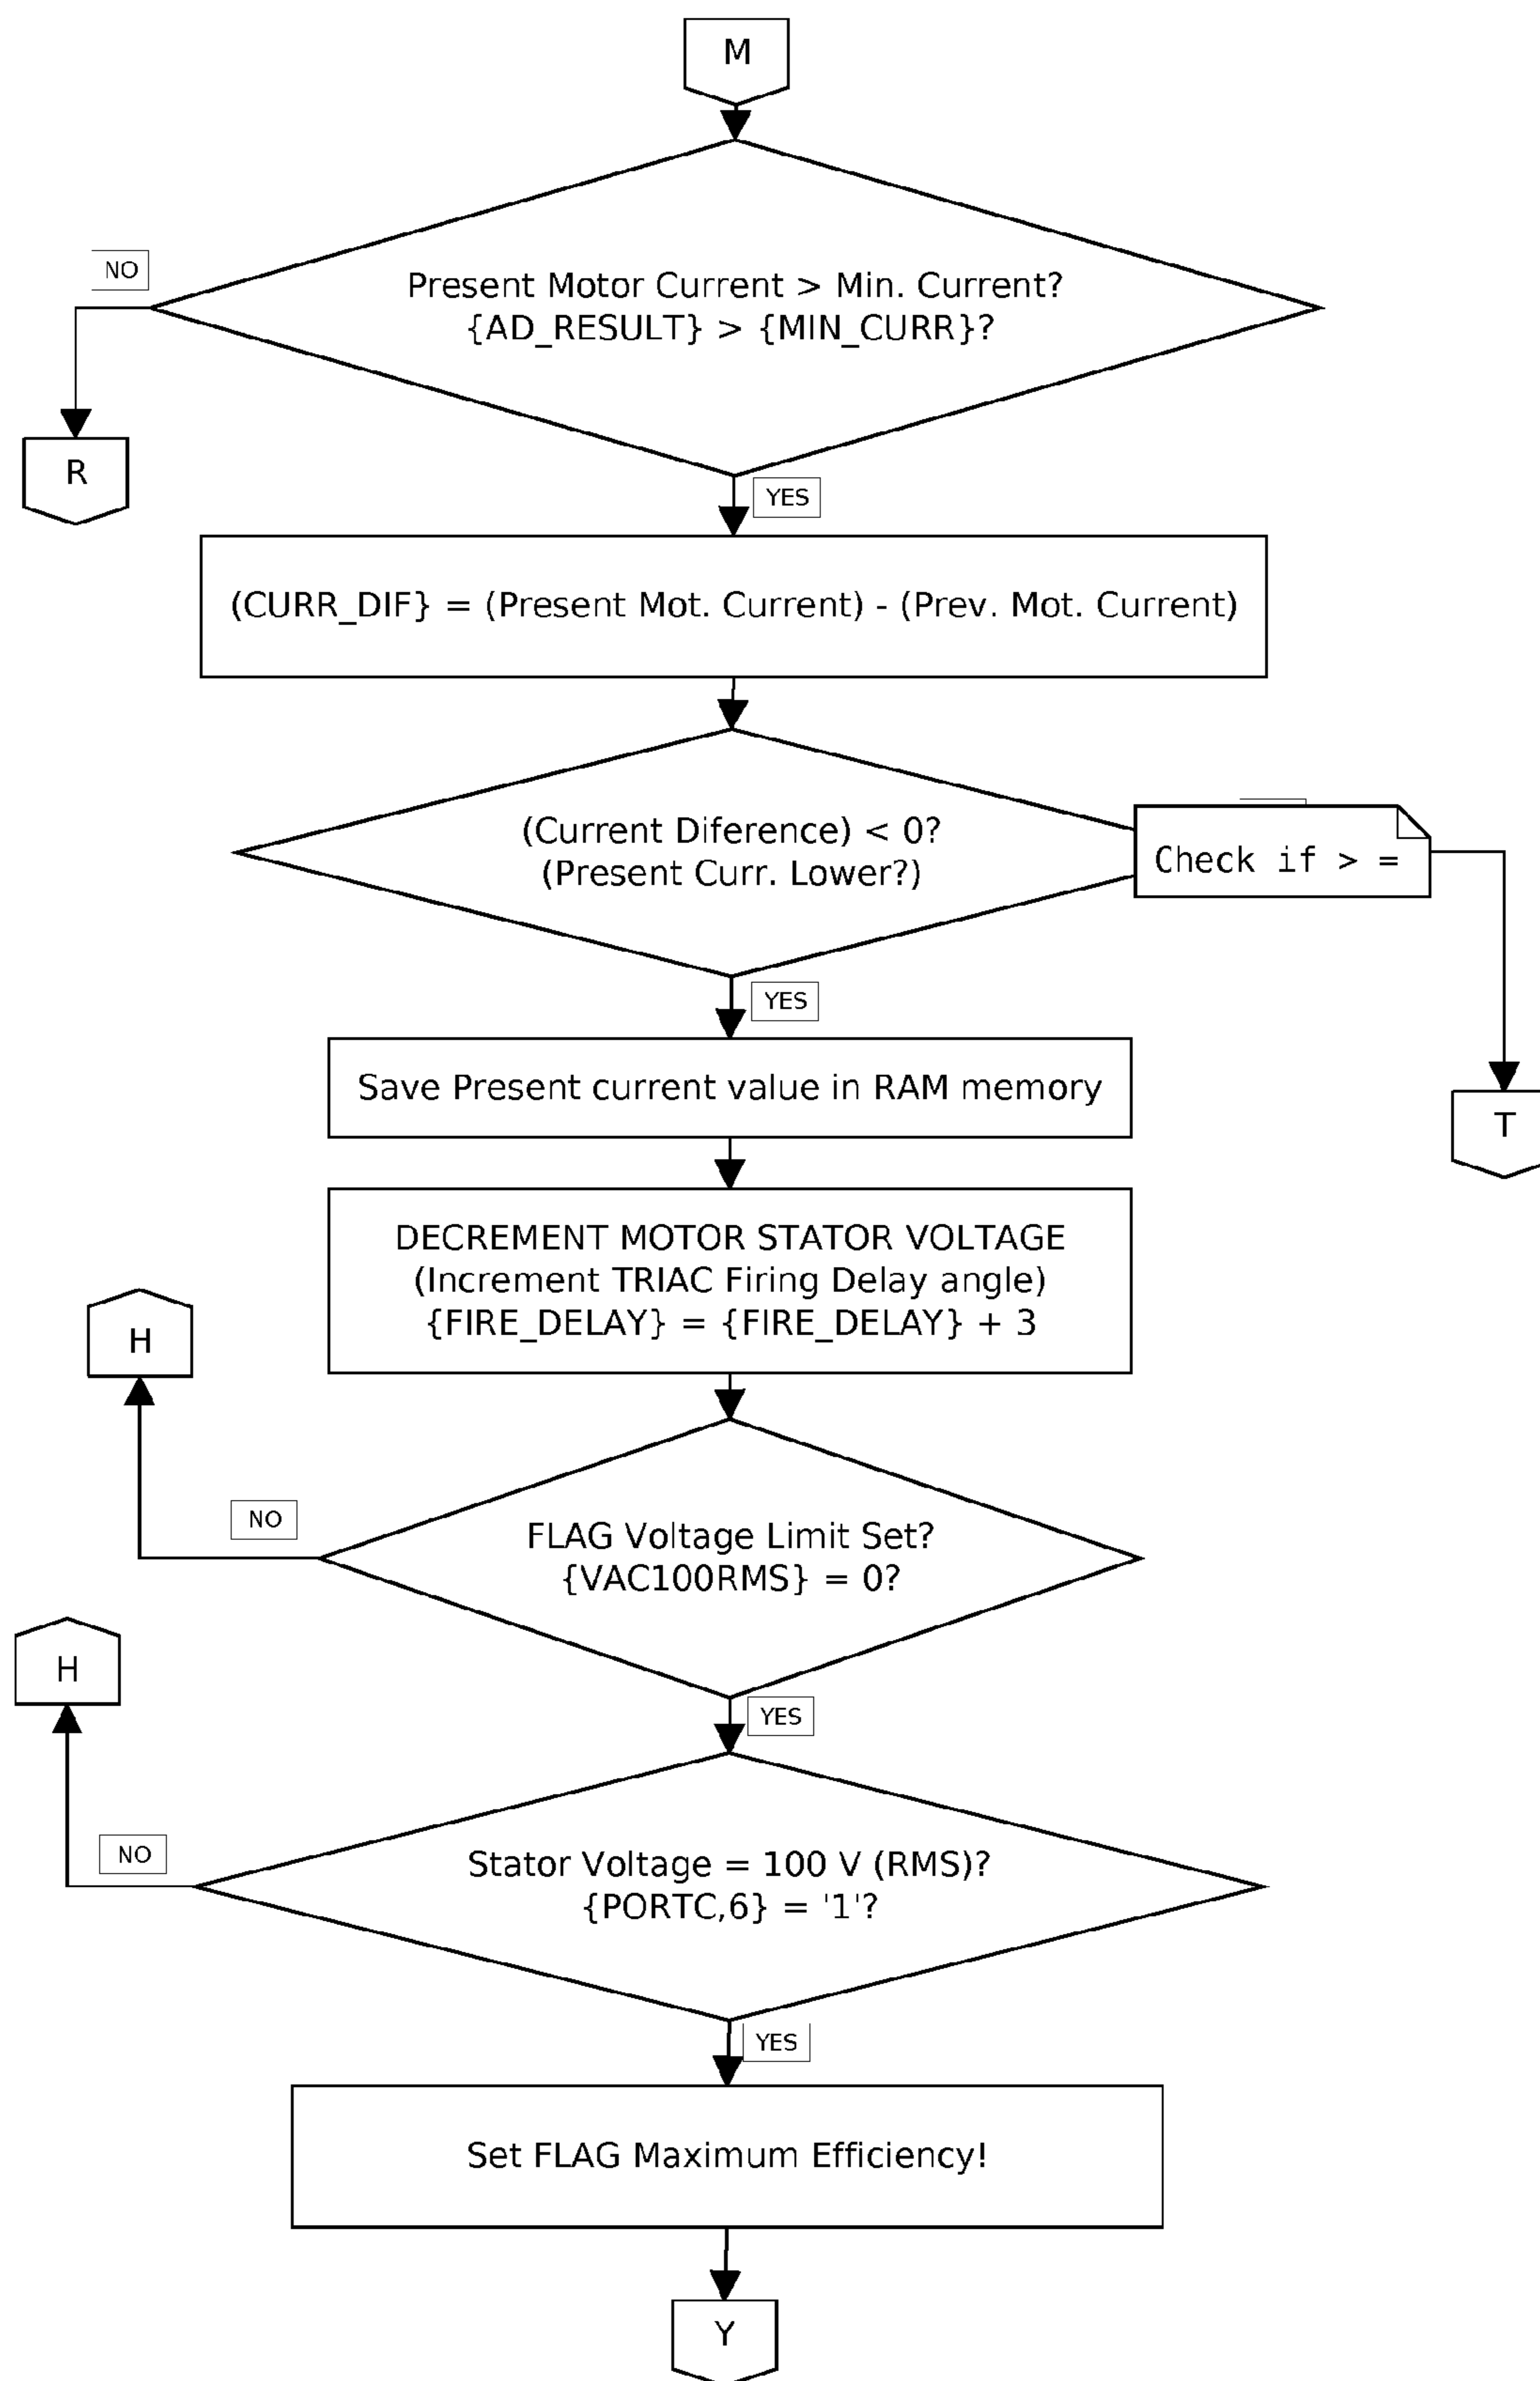 M
NO
Present Motor Current > Min. Current?
{AD_RESULT} > {MIN_CURR}?
R
YES
(CURR_DIF} = (Present Mot. Current) - (Prev. Mot. Current)
(Current Diference) < 0?
(Present Curr. Lower?)
Check if > =
YES
Save Present current value in RAM memory
T
DECREMENT MOTOR STATOR VOLTAGE
(Increment TRIAC Firing Delay angle)
{FIRE_DELAY} = {FIRE_DELAY} + 3
H
NO
FLAG Voltage Limit Set?
{VAC100RMS} = 0?
H
YES
NO
Stator Voltage = 100 V (RMS)?
{PORTC,6} = '1'?
YES
Set FLAG Maximum Efficiency!
Y